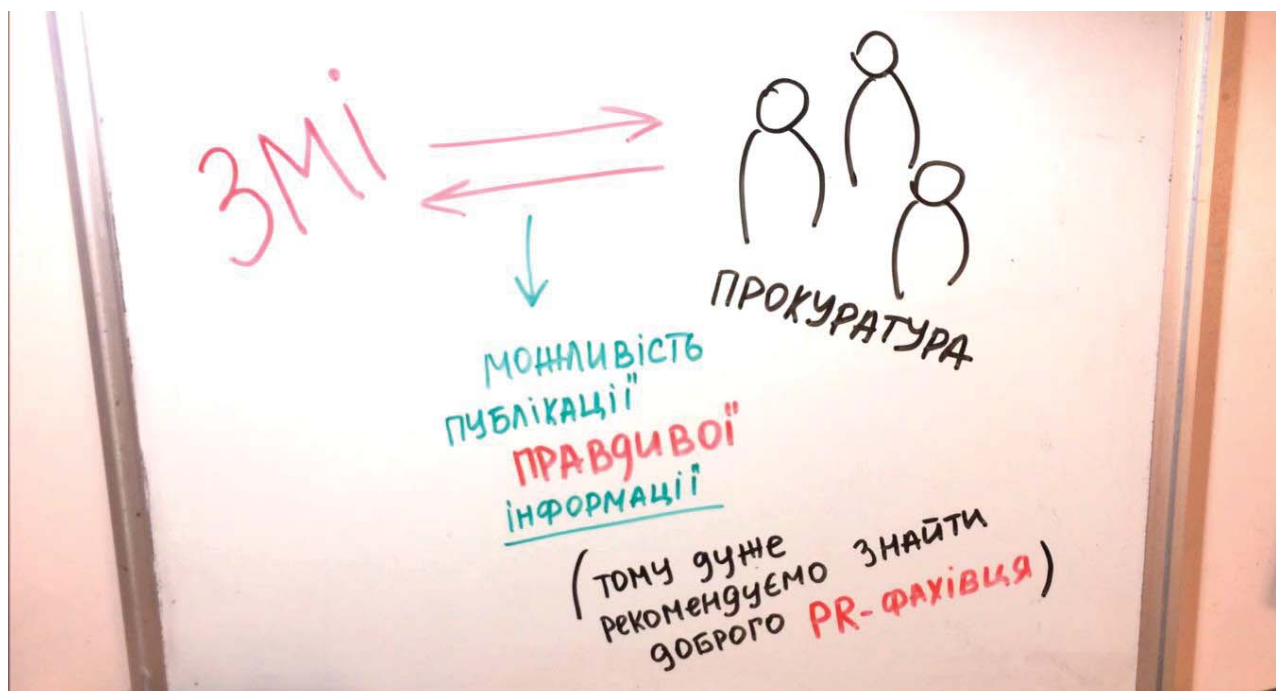 ЗМі
ПРОКУРАТУРА
МОЖЛИВІСТЬ
ПУБЛІКАЦІЇ
ПРАВДИВОЇ
ІНФОРМАЦІЇ
(ТОМУ ДУЖЕ
РЕКОМЕНДУЄМО ЗНАЙТИ
ДОБРОГО PR-ФАХІВЦЯ)